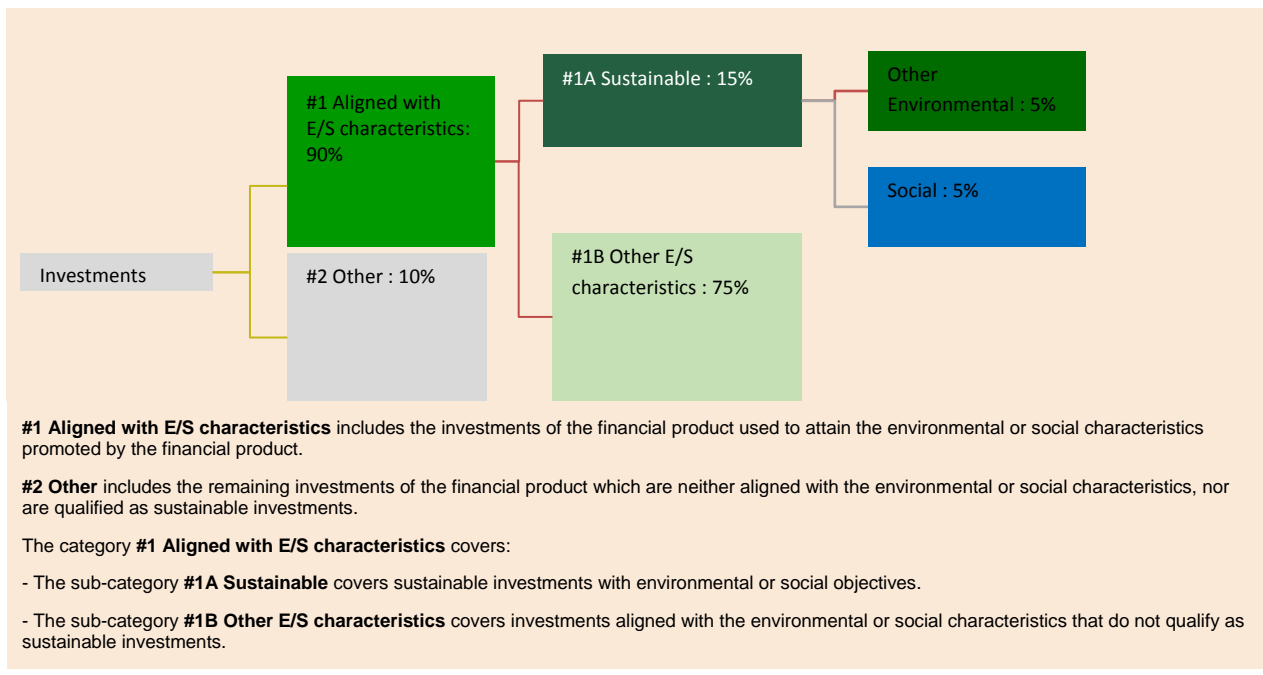 #1A Sustainable : 15%
Other
Environmental : 5%
#1 Aligned with
E/S characteristics:
90%
Social : 5%
#1B Other E/S
characteristics : 75%
Investments
#2 Other : 10%
#1 Aligned with E/S characteristics includes the investments of the financial product used to attain the environmental or social characteristics
promoted by the financial product.
#2 Other includes the remaining investments of the financial product which are neither aligned with the environmental or social characteristics, nor
are qualified as sustainable investments.
The category #1 Aligned with E/S characteristics covers:
- The sub-category #1A Sustainable covers sustainable investments with environmental or social objectives.
- The sub-category #1B Other E/S characteristics covers investments aligned with the environmental or social characteristics that do not qualify as
sustainable investments.